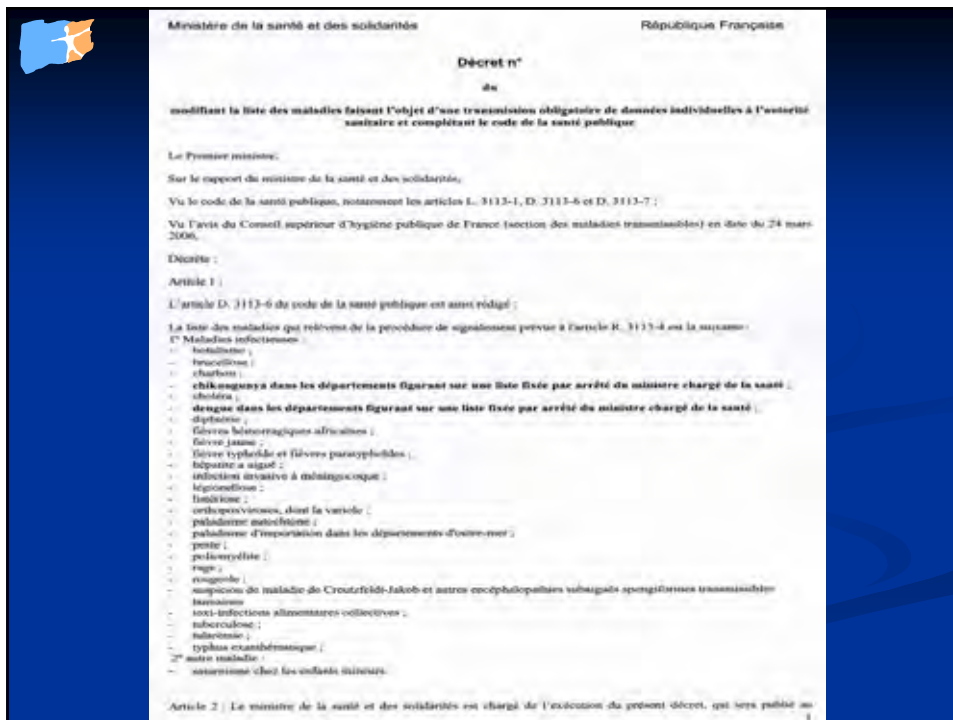 Ministère de la santé et des solidarités
République Française
Décret n°
du
modifiant la liste des maladies faisant l'objet d'une transmission obligatoire de données individuelles à l'autorité
sanitaire et complétant le code de la santé publique
Le Premier ministre,
Sur le rapport du ministre de la santé et des solidarités,
Vu le code de la santé publique, notamment les articles L. 3113-1, D. 3113-6 et D. 3113-7 ;
Vu l'avis du Conseil supérieur d'hygiène publique de France (section des maladies transmissibles) en date du 24 mars
2006,
Décrète :
Article 1 :
L'article D. 3113-6 du code de la santé publique est ainsi rédigé :
La liste des maladies qui relèvent de la procédure de signalement prévue à l'article R. 3113-4 est la suivante :
1° Maladies infectieuses :
- botulisme ;
- brucellose ;
- charbon ;
- chikungunya dans les départements figurant sur une liste fixée par arrêté du ministre chargé de la santé ;
- choléra ;
- dengue dans les départements figurant sur une liste fixée par arrêté du ministre chargé de la santé ;
- diphtérie ;
- fièvres hémorragiques africaines ;
- fièvre jaune ;
- fièvre typhoïde et fièvres paratyphoïdes ;
- hépatite a aiguë ;
- infection invasive à méningocoque ;
- légionellose ;
- listériose ;
- orthopoxviroses, dont la variole ;
- paludisme autochtone ;
- paludisme d'importation dans les départements d'outre-mer ;
- peste ;
- poliomyélite ;
- rage ;
- rougeole ;
- suspicion de maladie de Creutzfeldt-Jakob et autres encéphalopathies subaiguës spongiformes transmissibles
humaines
- toxi-infections alimentaires collectives ;
- tuberculose ;
- tularémie ;
- typhus exanthématique ;
2° autre maladie :
- saturnisme chez les enfants mineurs.
Article 2 : Le ministre de la santé et des solidarités est chargé de l'exécution du présent décret, qui sera publié au
1